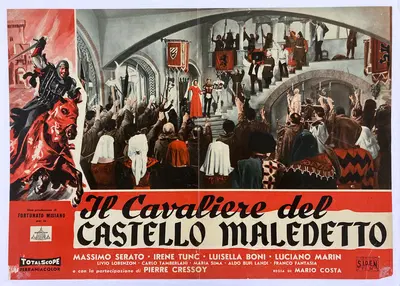 Il Cavaliere del
CASTELLO MALEDETTO
FORTUNATO MISIANO
MASSIMO SERATO · IRENE TUNC · LUISELLA BONI · LUCIANO MARIN
LIVIO LORENZON · CARLO TAMBERLANI · MARIA SIMA · ALDO BUFI LANDI · FRANCO FANTASIA
e con la partecipazione di PIERRE CRESSOY
REGIA DI MARIO COSTA
TOTALSCOPE
FERRANIACOLOR